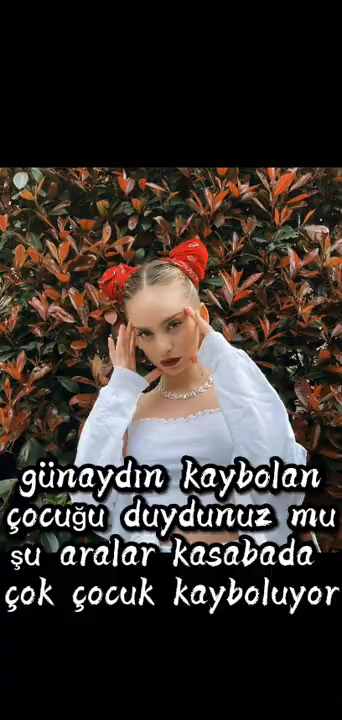 günaydın kaybolan
çocuğu duydunuz mu
şu aralar kasabada
çok çocuk kayboluyor